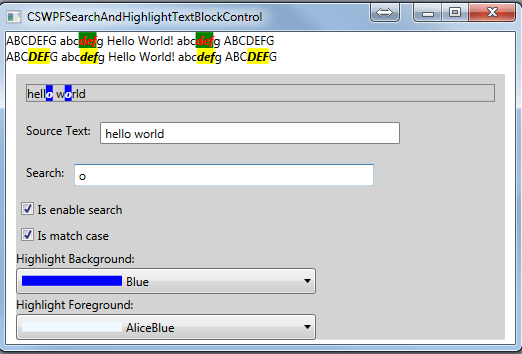 CSWPFSearchAndHighlightTextBlockControl
ABCDEFG abcdefg Hello World! abcdefg ABCDEFG
ABCDEFG abcdefg Hello World! abcdefg ABCDEFG
hello world
Source Text: hello world
Search: o
Is enable search
Is match case
Highlight Background:
Blue
Highlight Foreground:
AliceBlue